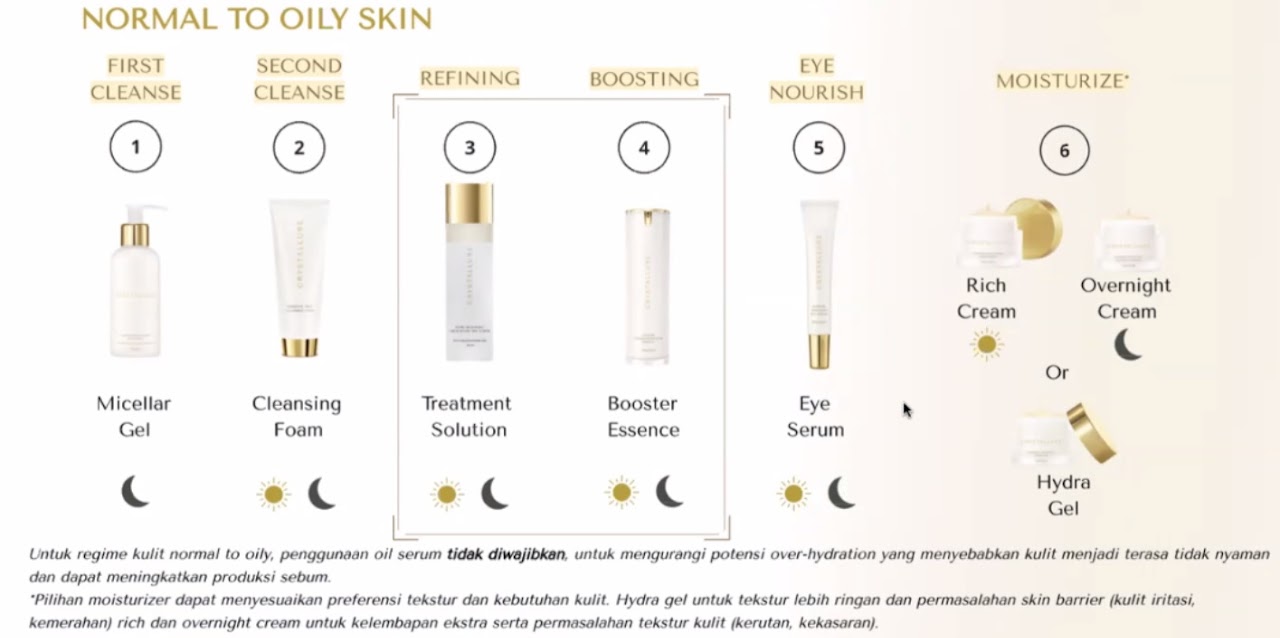 NORMAL TO OILY SKIN
FIRST
CLEANSE
SECOND
CLEANSE
REFINING
BOOSTING
EYE
NOURISH
MOISTURIZE*
1
2
3
4
5
6
CRYSTALLURE
CRYSTALLURE
CRYSTALLURE
CRYSTALLURE
Rich
Cream
Overnight
Cream
Or
Micellar
Gel
Cleansing
Foam
Treatment
Solution
Booster
Essence
Eye
Serum
Hydra
Gel
Untuk regime kulit normal to oily, penggunaan oil serum tidak diwajibkan, untuk mengurangi potensi over-hydration yang menyebabkan kulit menjadi terasa tidak nyaman
dan dapat meningkatkan produksi sebum.
*Pilihan moisturizer dapat menyesuaikan preferensi tekstur dan kebutuhan kulit. Hydra gel untuk tekstur lebih ringan dan permasalahan skin barrier (kulit iritasi,
kemerahan) rich dan overnight cream untuk kelembapan ekstra serta permasalahan tekstur kulit (kerutan, kekasaran).